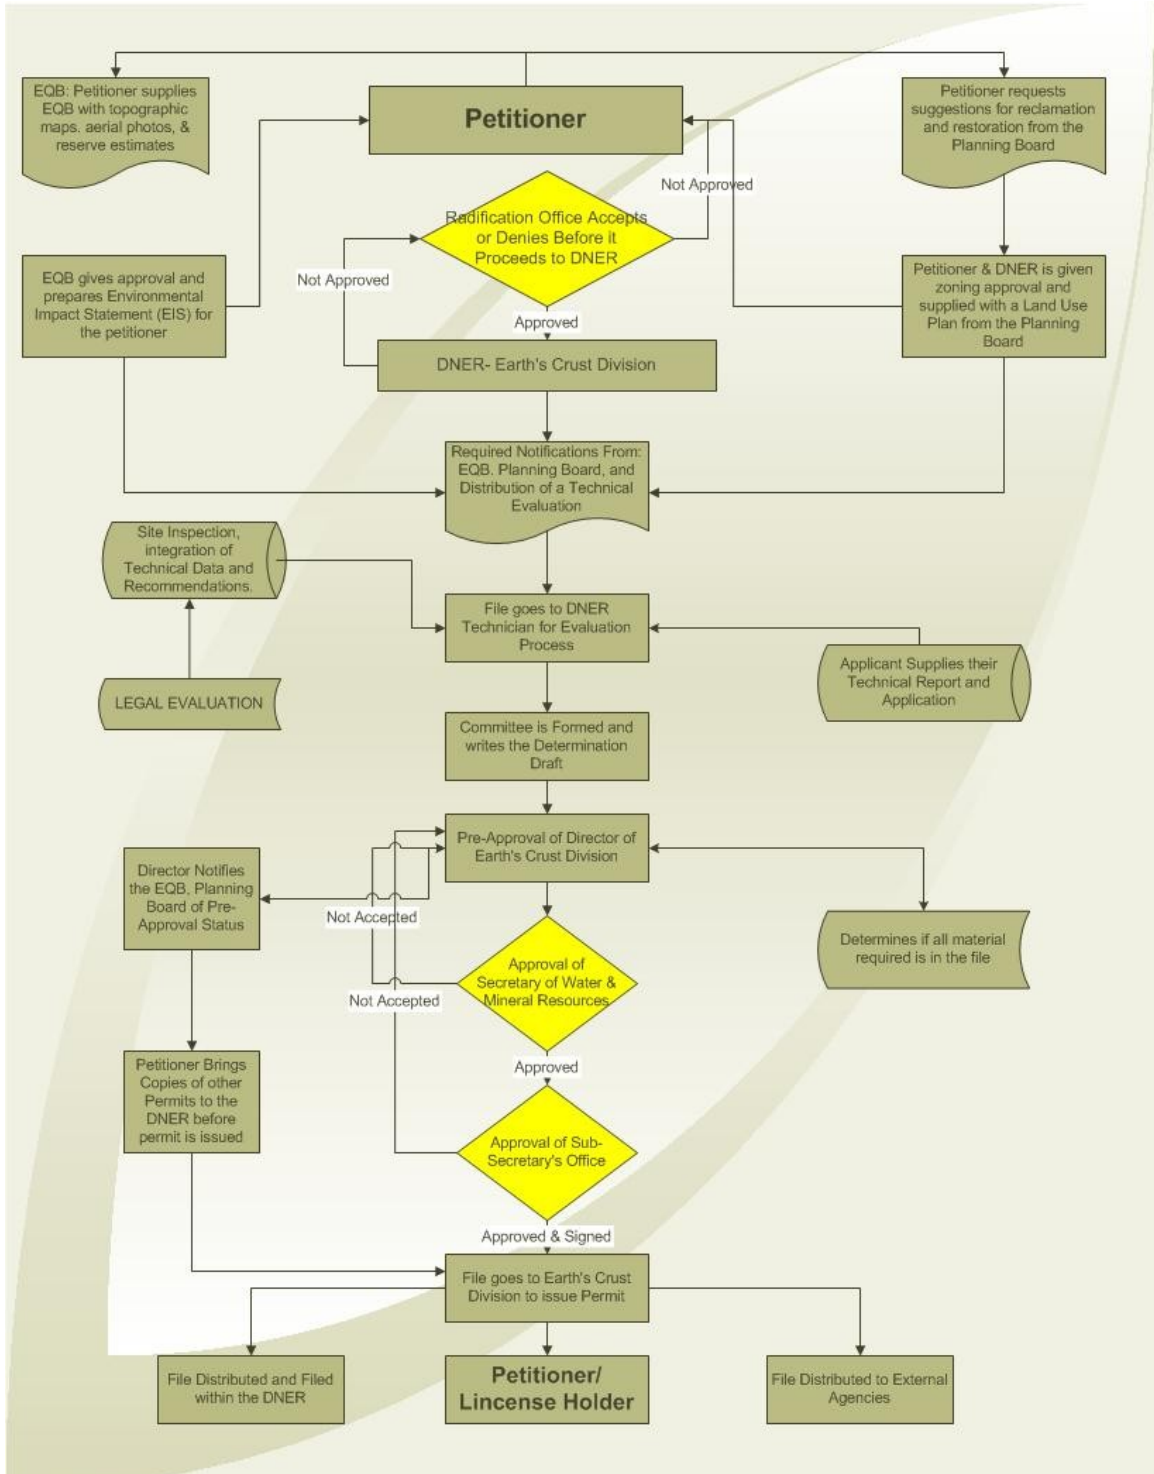 EQB: Petitioner supplies
EQB with topographic
maps. aerial photos, &
reserve estimates
Petitioner
Petitioner requests
suggestions for reclamation
and restoration from the
Planning Board
Not Approved
Radification Office Accepts
or Denies Before it
Proceeds to DNER
EQB gives approval and
prepares Environmental
Impact Statement (EIS) for
the petitioner
Not Approved
Petitioner & DNER is given
zoning approval and
supplied with a Land Use
Plan from the Planning
Board
Approved
DNER- Earth's Crust Division
Required Notifications From:
EQB. Planning Board, and
Distribution of a Technical
Evaluation
Site Inspection,
integration of
Technical Data and
Recommendations.
File goes to DNER
Technician for Evaluation
Process
Applicant Supplies their
Technical Report and
Application
LEGAL EVALUATION
Committee is Formed and
writes the Determination
Draft
Pre-Approval of Director of
Earth's Crust Division
Director Notifies
the EQB, Planning
Board of Pre-
Approval Status
Not Accepted
Determines if all material
required is in the file
Approval of
Secretary of Water &
Mineral Resources
Not Accepted
Approved
Petitioner Brings
Copies of other
Permits to the
DNER before
permit is issued
Approval of Sub-
Secretary's Office
Approved & Signed
File goes to Earth's Crust
Division to issue Permit
File Distributed and Filed
within the DNER
Petitioner/
Lincense Holder
File Distributed to External
Agencies